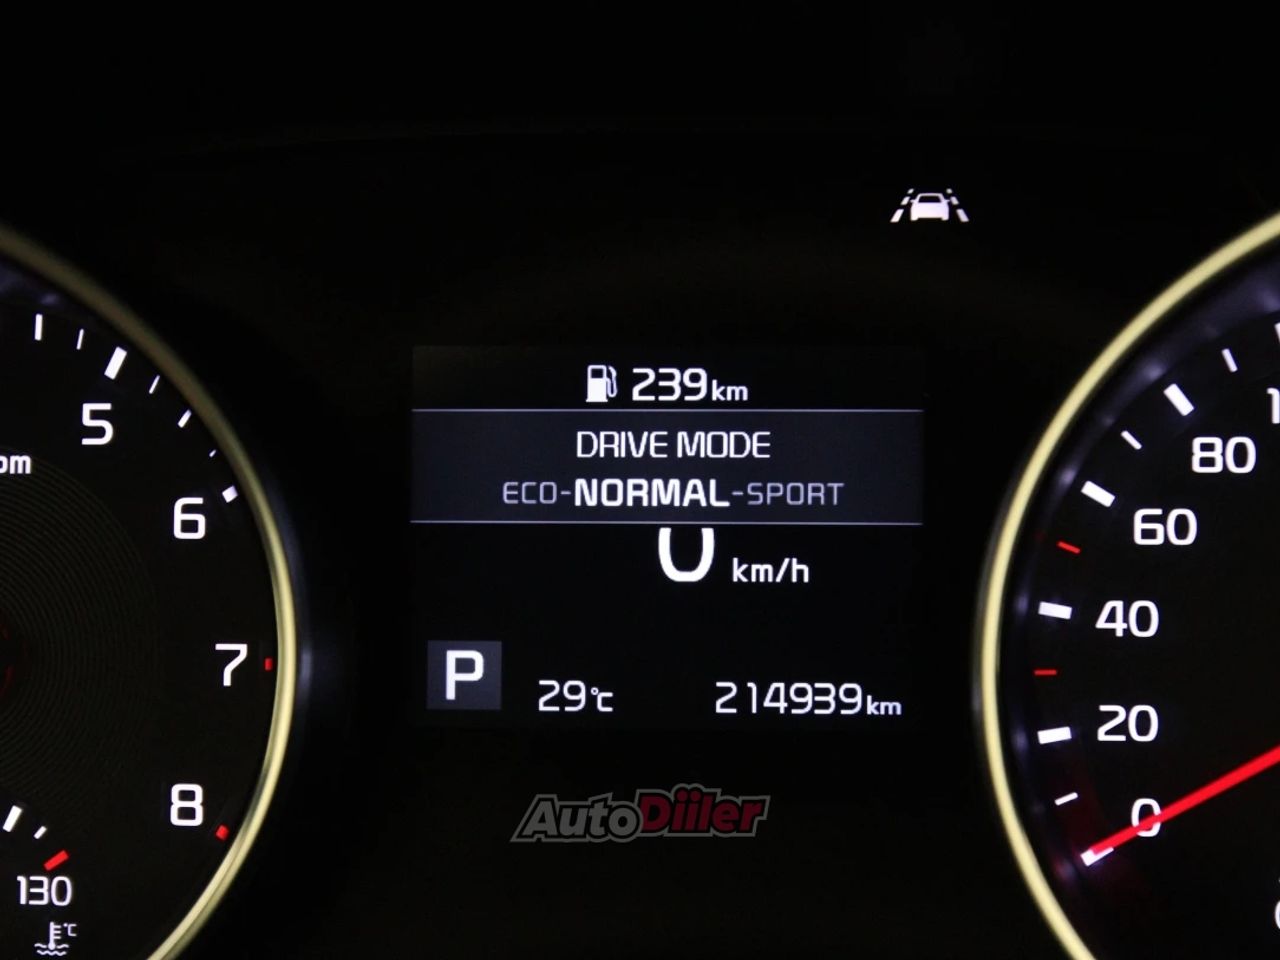 239km
DRIVE MODE
ECO-NORMAL-SPORT
0 km/h
P 29°C 214939km
AutoDiiler
5
6
7
8
130
°C
80
60
40
20
0